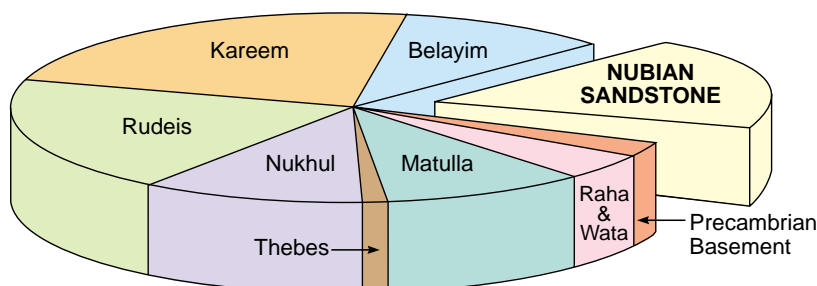 Kareem
Belayim
NUBIAN
SANDSTONE
Rudeis
Nukhul
Matulla
Raha
&
Wata
Thebes
Precambrian
Basement